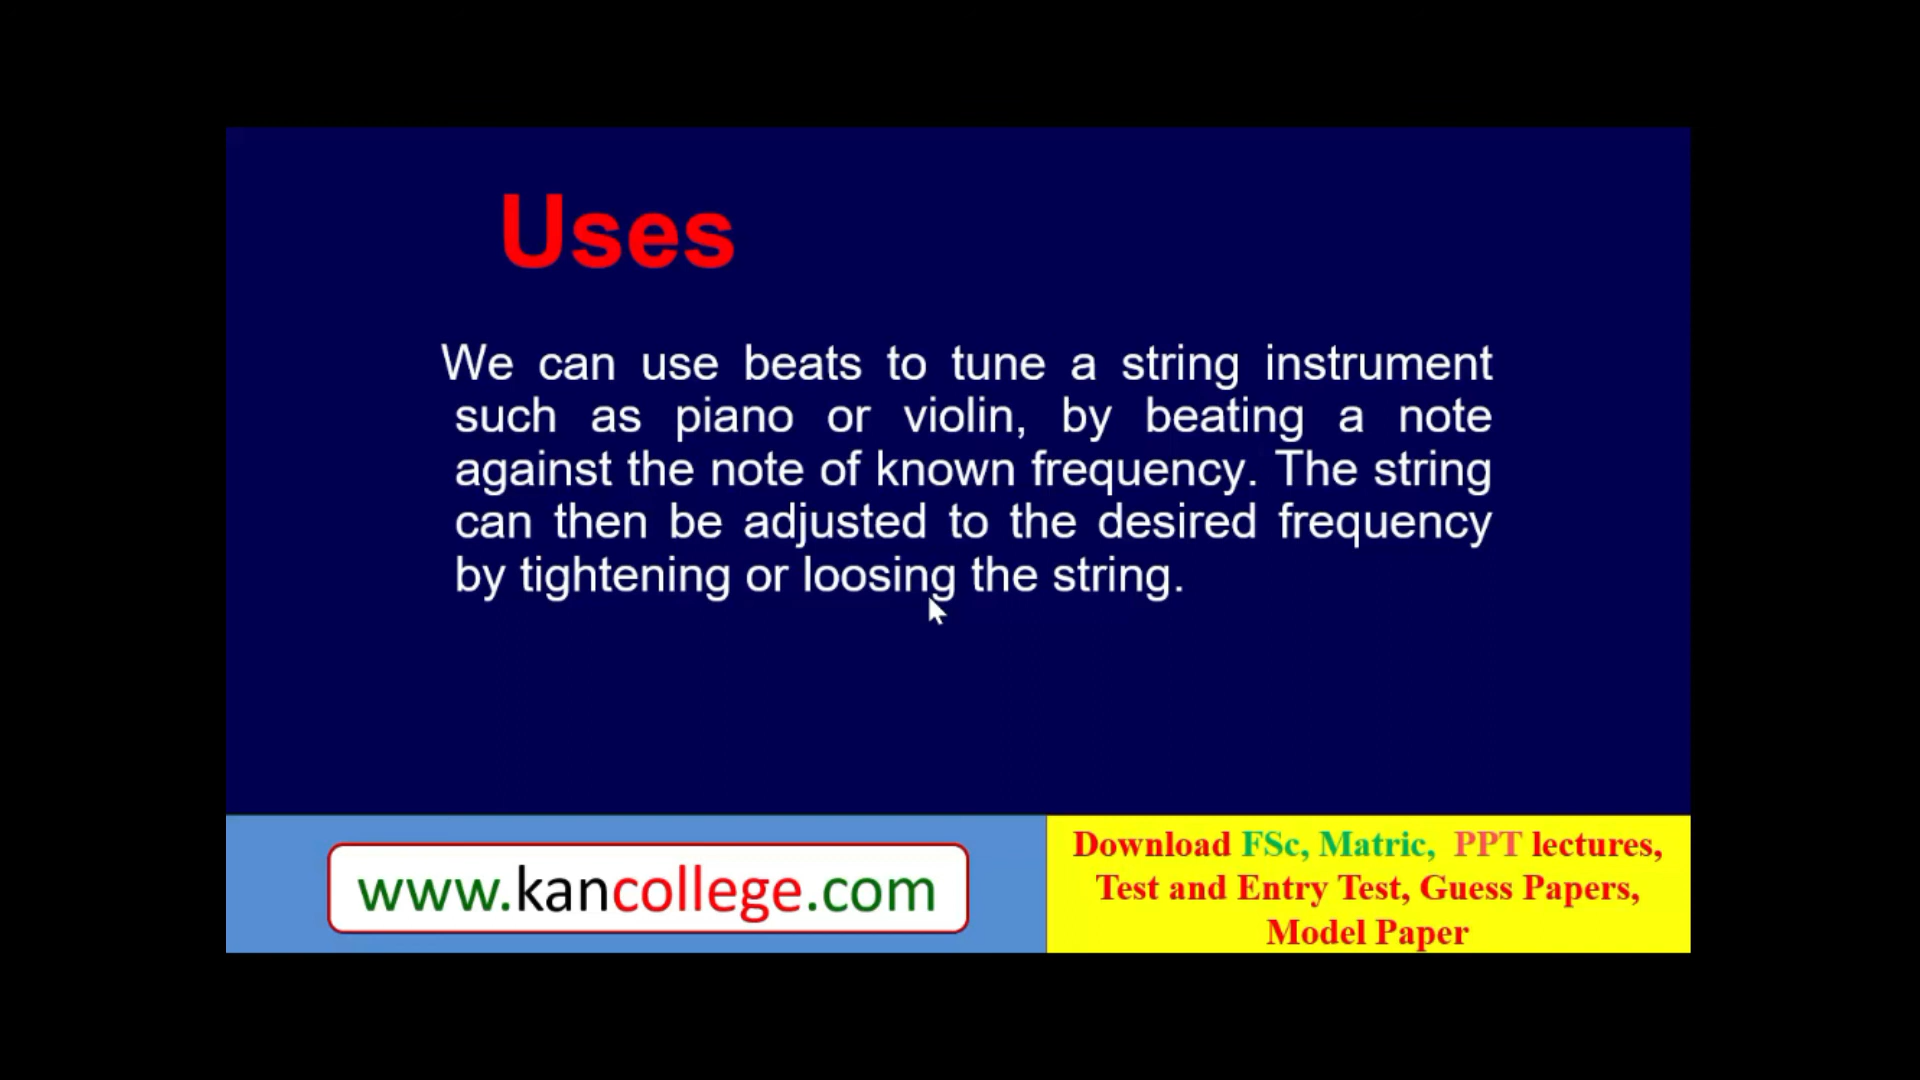 Uses
We can use beats to tune a string instrument
such as piano or violin, by beating a note
against the note of known frequency. The string
can then be adjusted to the desired frequency
by tightening or loosing the string.
www.kancollege.com
Download FSc, Matric, PPT lectures,
Test and Entry Test, Guess Papers,
Model Paper